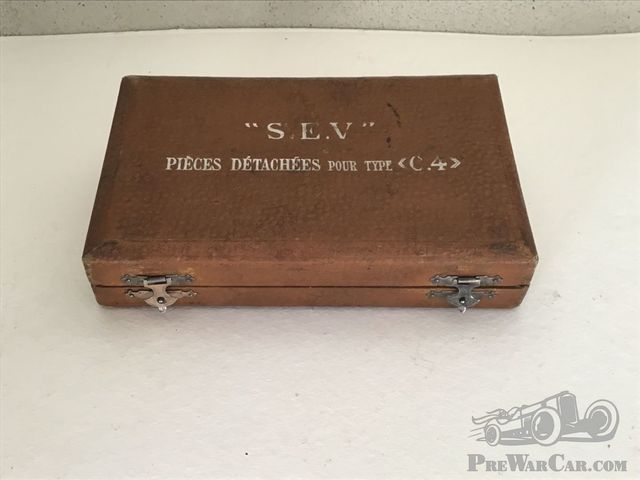 "S.E.V"
PIÈCES DÉTACHÉES POUR TYPE «C.4»
PREWARCAR.COM